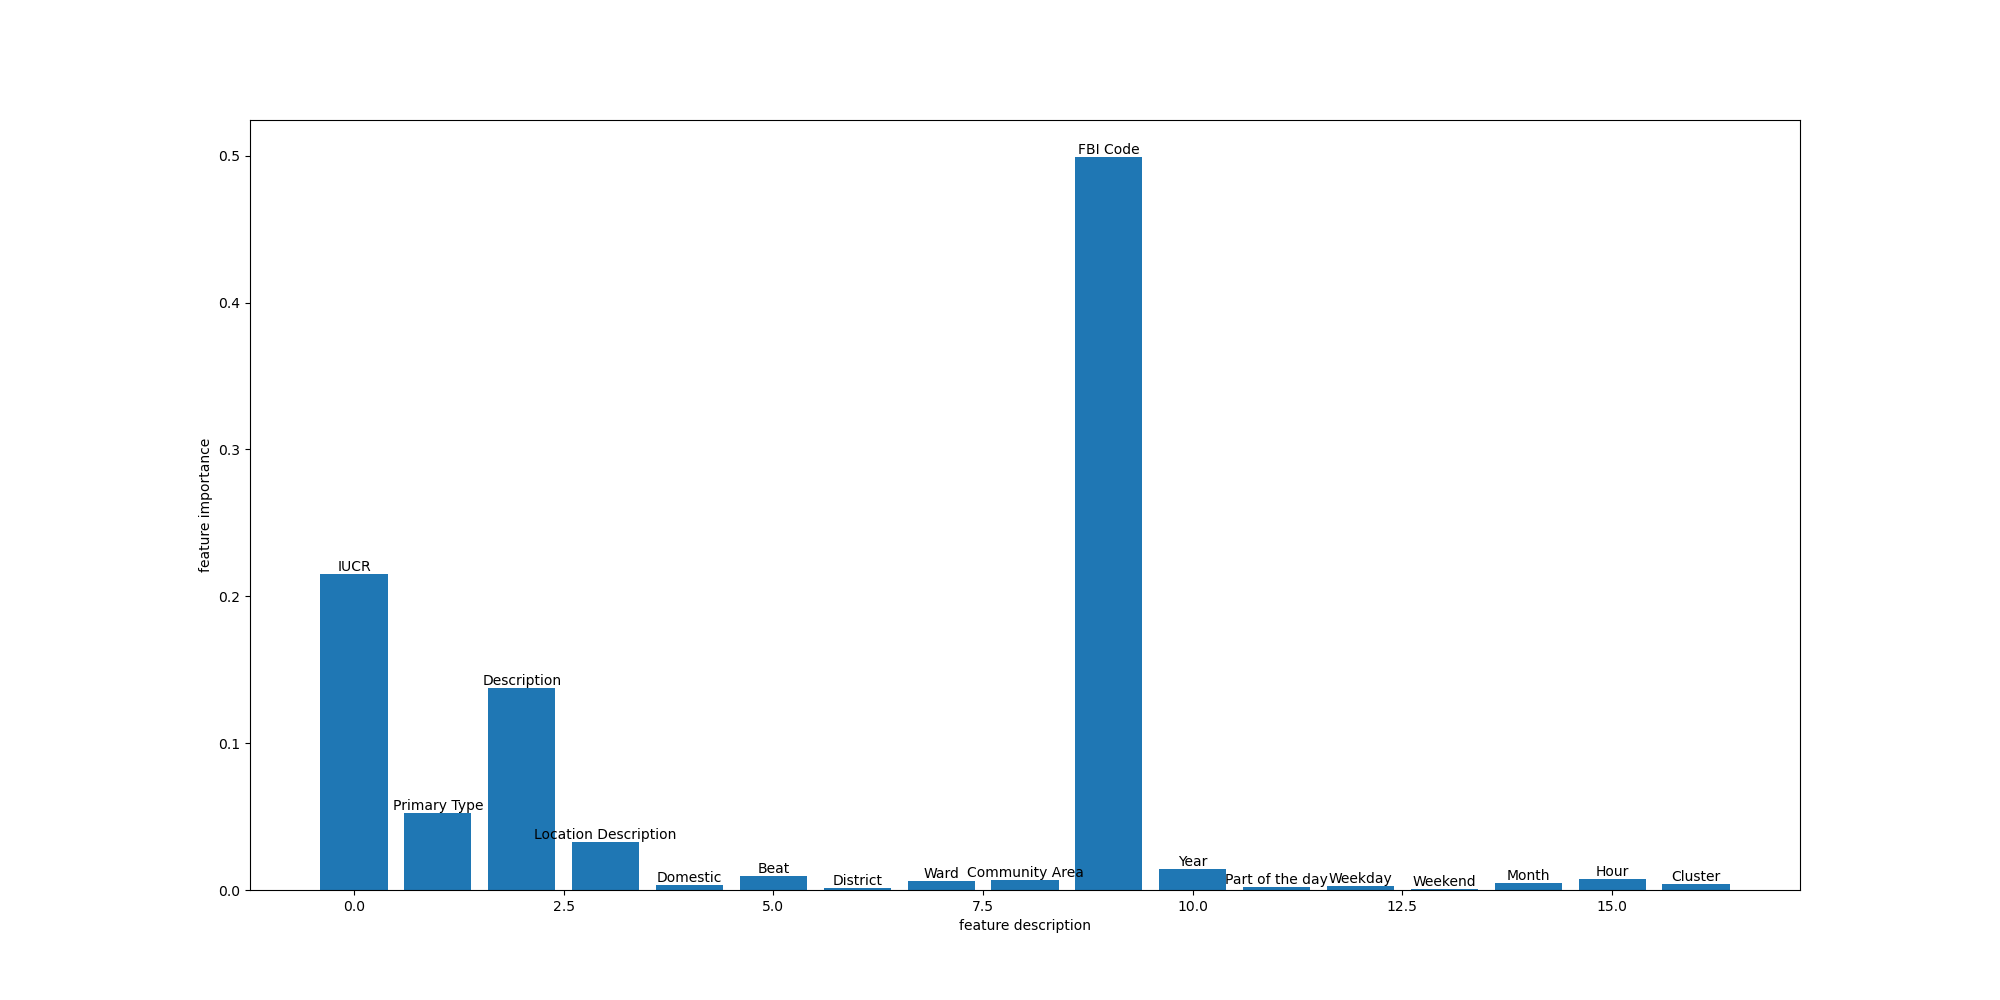 FBI Code
0.5
0.4
0.3
feature importance
IUCR
0.2
Description
0.1
Primary Type
Location Description
Domestic
Beat
District
Ward
Community Area
Year
Part of the day
Weekday
Weekend
Month
Hour
Cluster
0.0
0.0 2.5 5.0 7.5 10.0 12.5 15.0
feature description